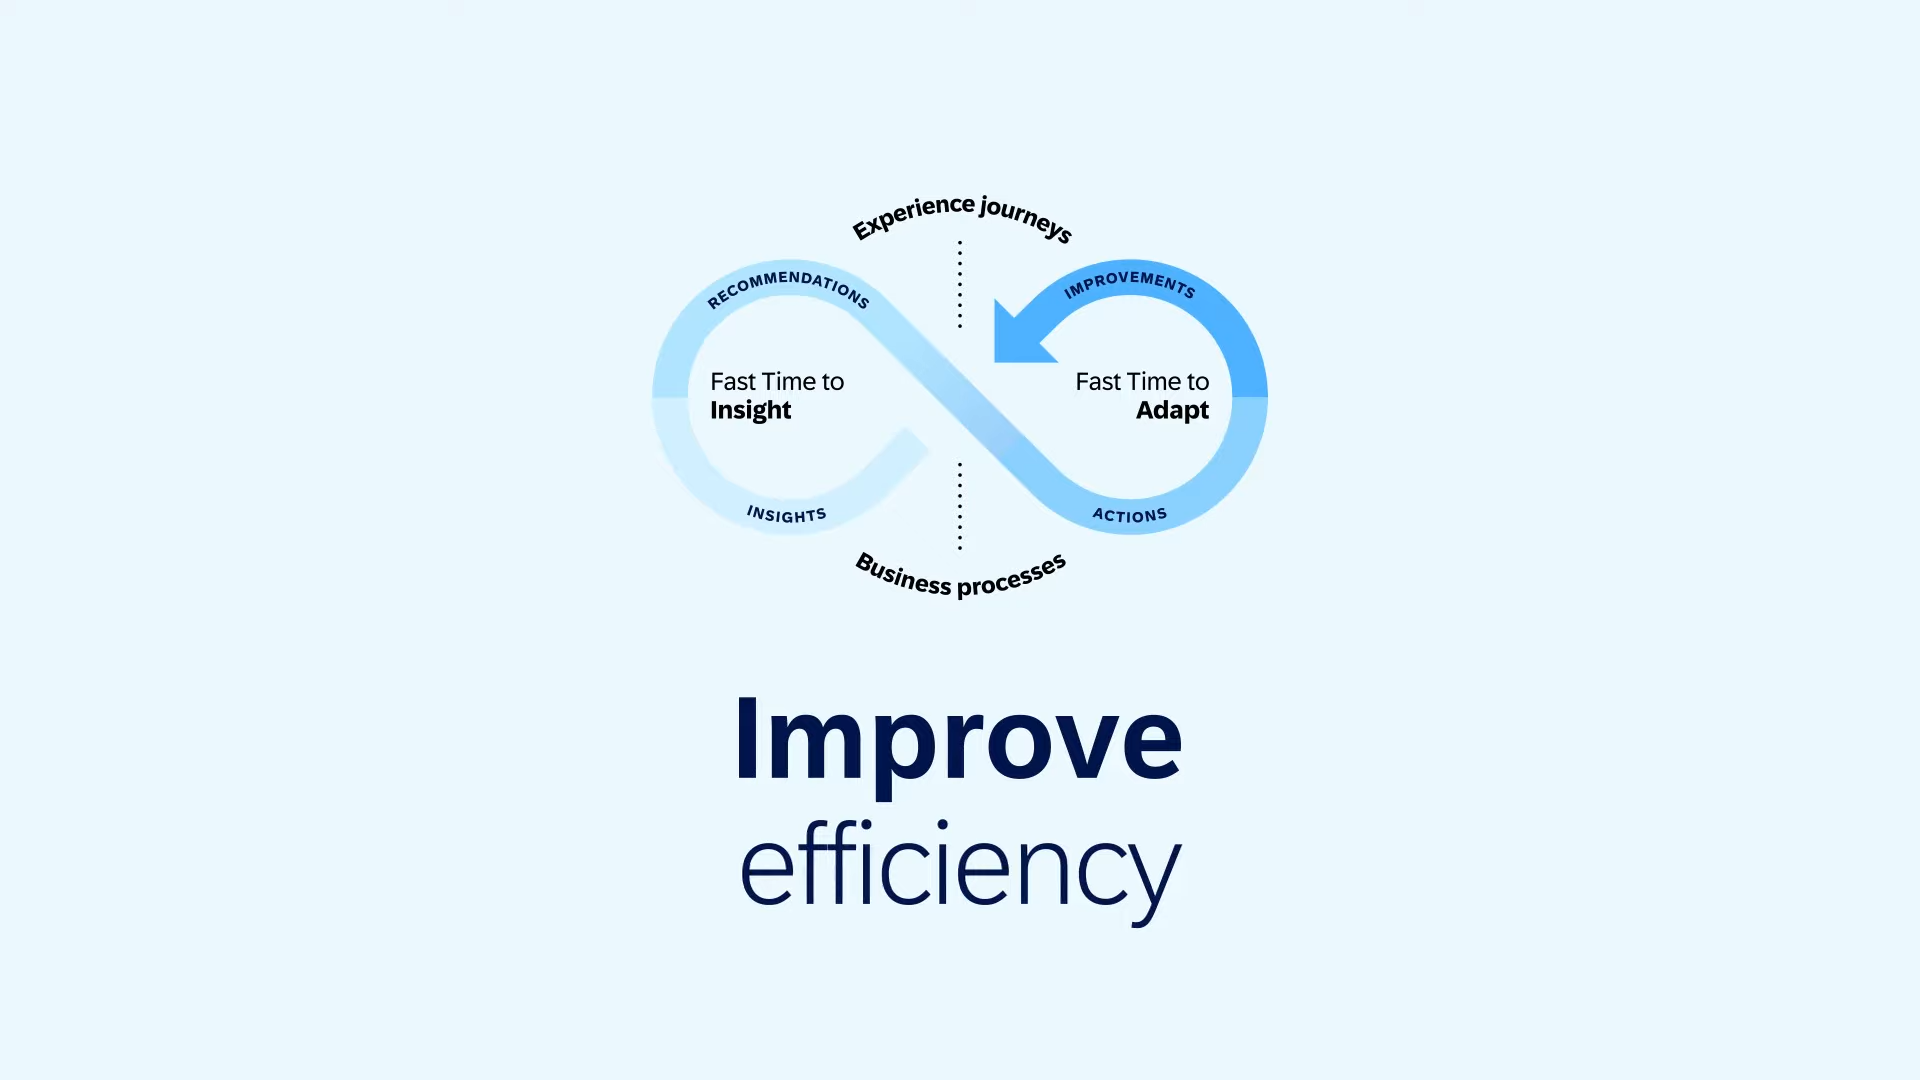 Experience journeys
RECOMMENDATIONS
IMPROVEMENTS
Fast Time to
Insight
Fast Time to
Adapt
INSIGHTS
ACTIONS
Business processes
Improve
efficiency